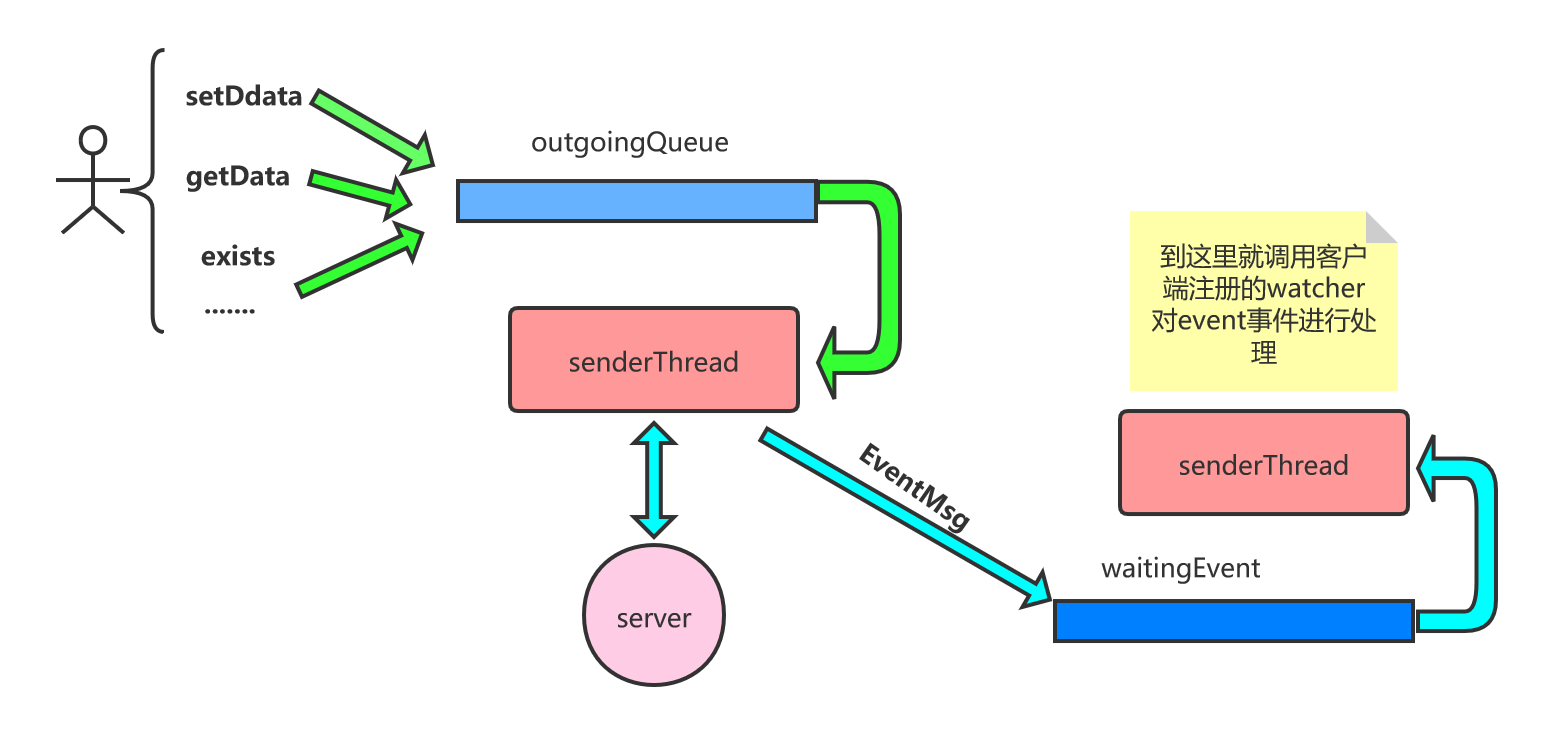 setDdata
getData
exists
.......
outgoingQueue
senderThread
server
EventMsg
到这里就调用客户
端注册的watcher
对event事件进行处
理
senderThread
waitingEvent